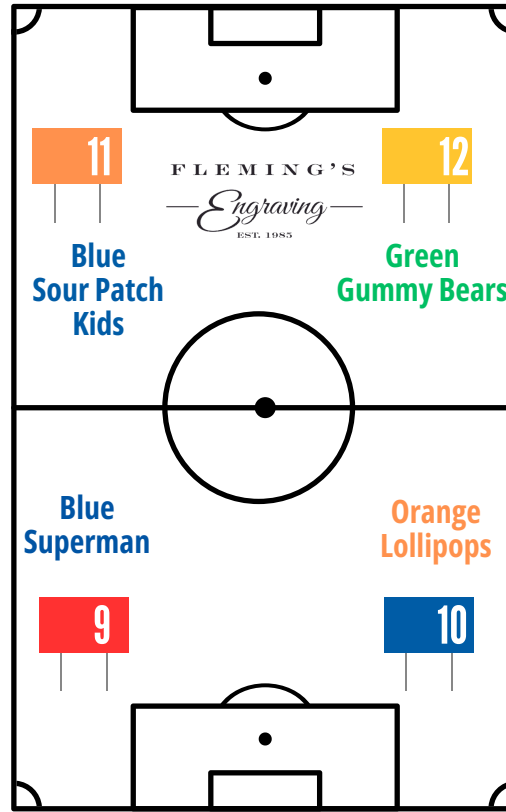 11
12
FLEMING'S
Engraving
EST. 1985
Blue
Sour Patch
Kids
Green
Gummy Bears
Blue
Superman
Orange
Lollipops
9
10